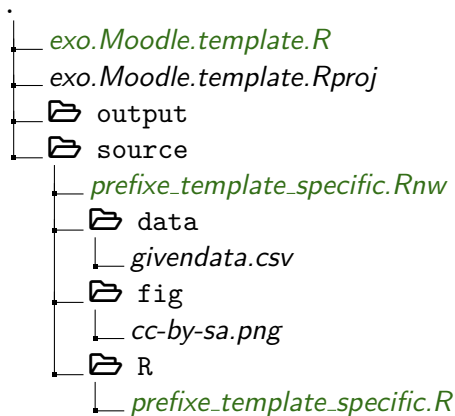 .
exo.Moodle.template.R
exo.Moodle.template.Rproj
output
source
prefixe_template_specific.Rnw
data
givendata.csv
fig
cc-by-sa.png
R
prefixe_template_specific.R